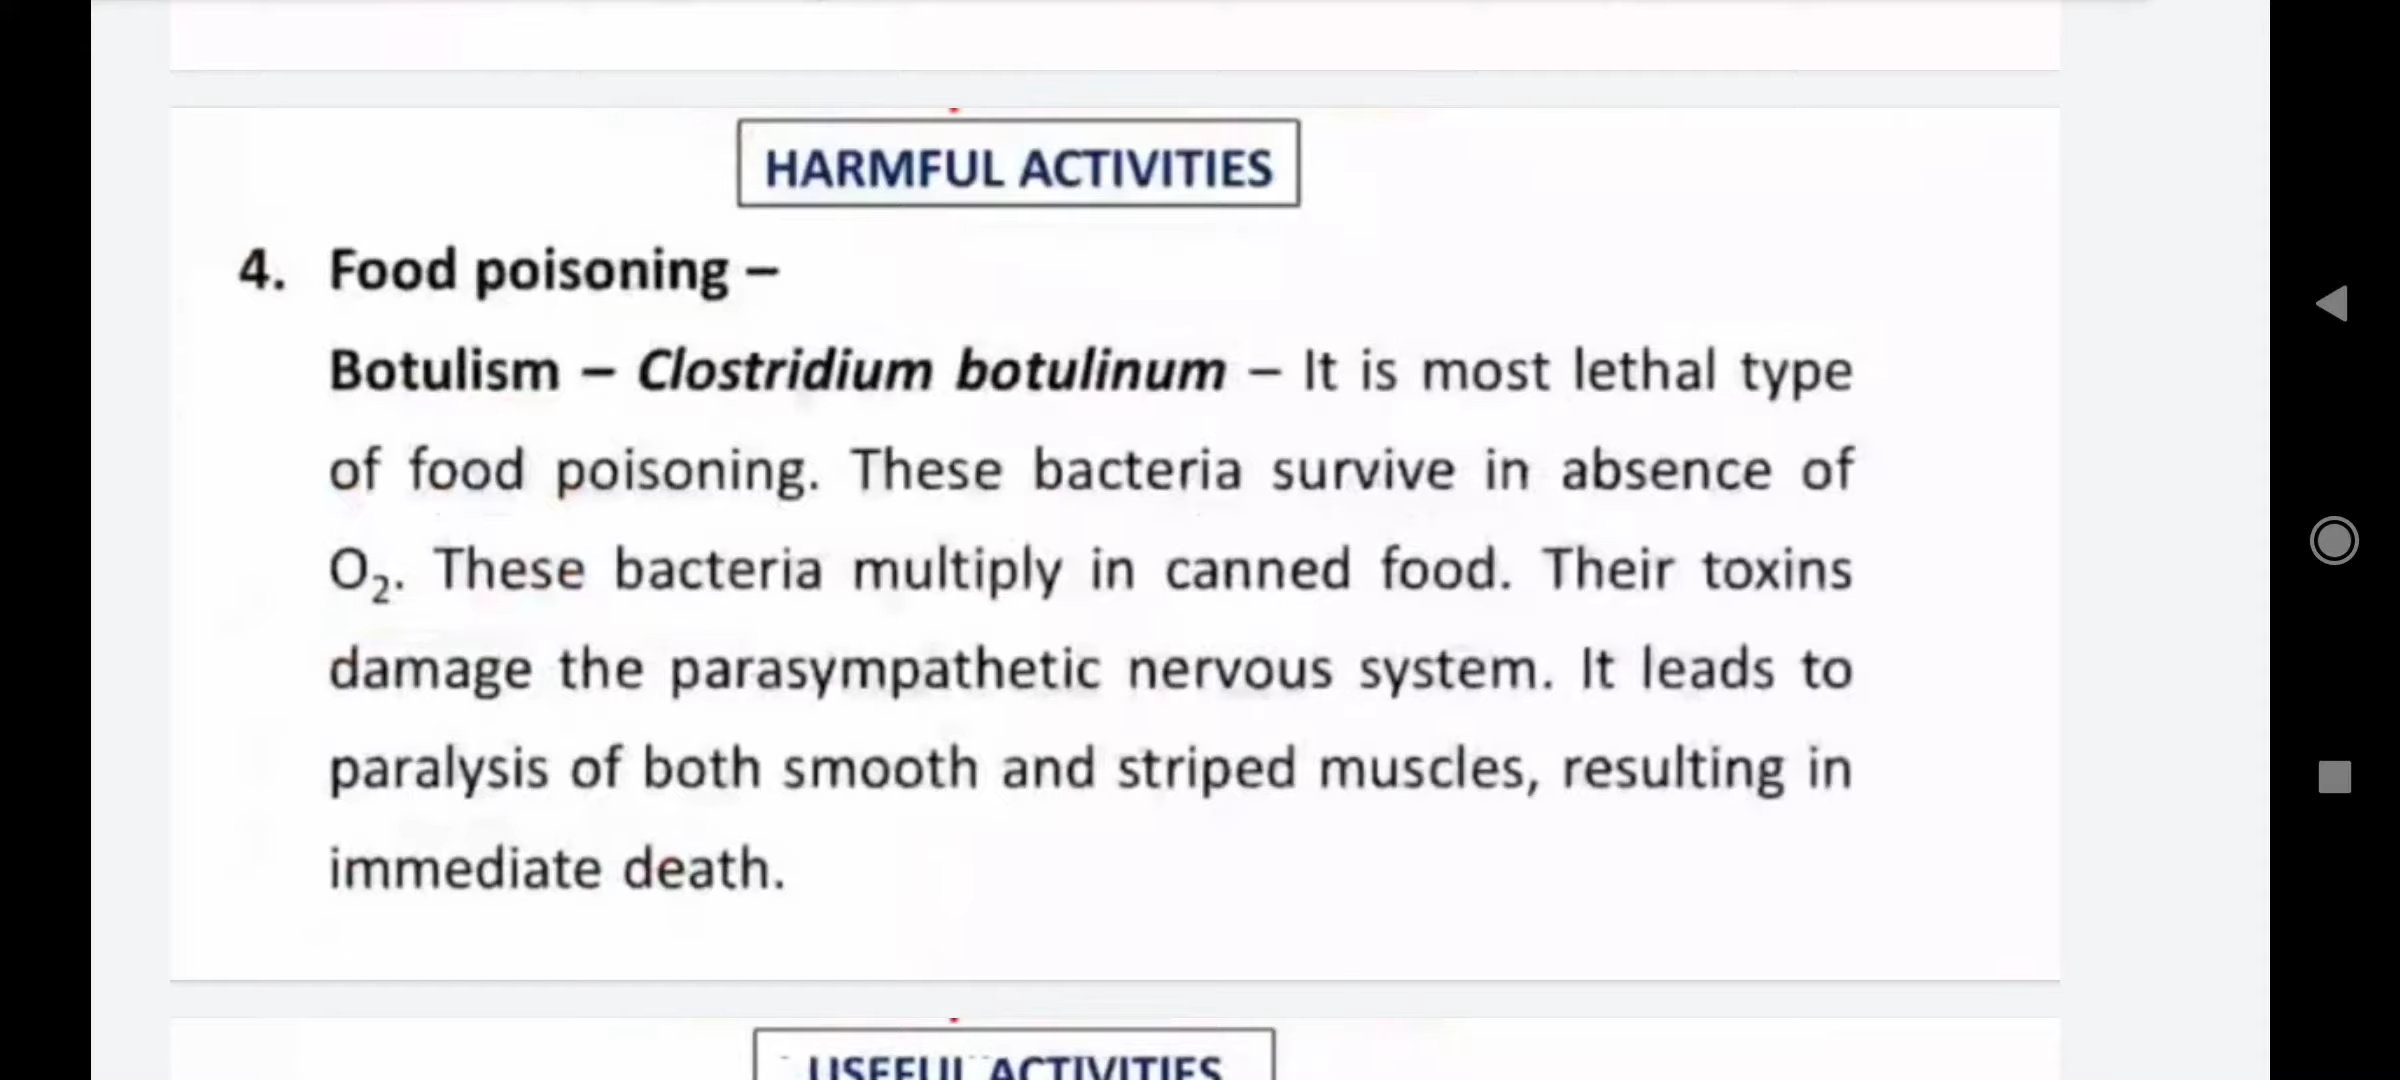 HARMFUL ACTIVITIES
4. Food poisoning –
Botulism – Clostridium botulinum – It is most lethal type
of food poisoning. These bacteria survive in absence of
O₂. These bacteria multiply in canned food. Their toxins
damage the parasympathetic nervous system. It leads to
paralysis of both smooth and striped muscles, resulting in
immediate death.
USEFUL ACTIVITIES